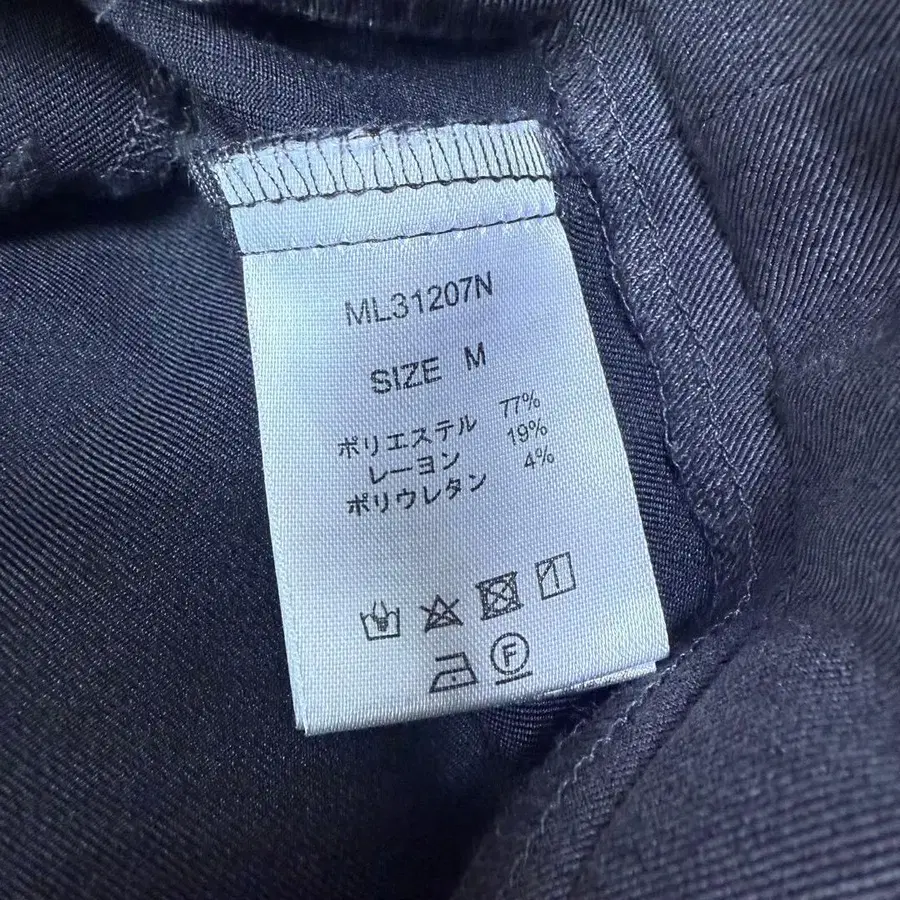 ML31207N
SIZE M
ポリエステル 77%
レーヨン 19%
ポリウレタン 4%
F